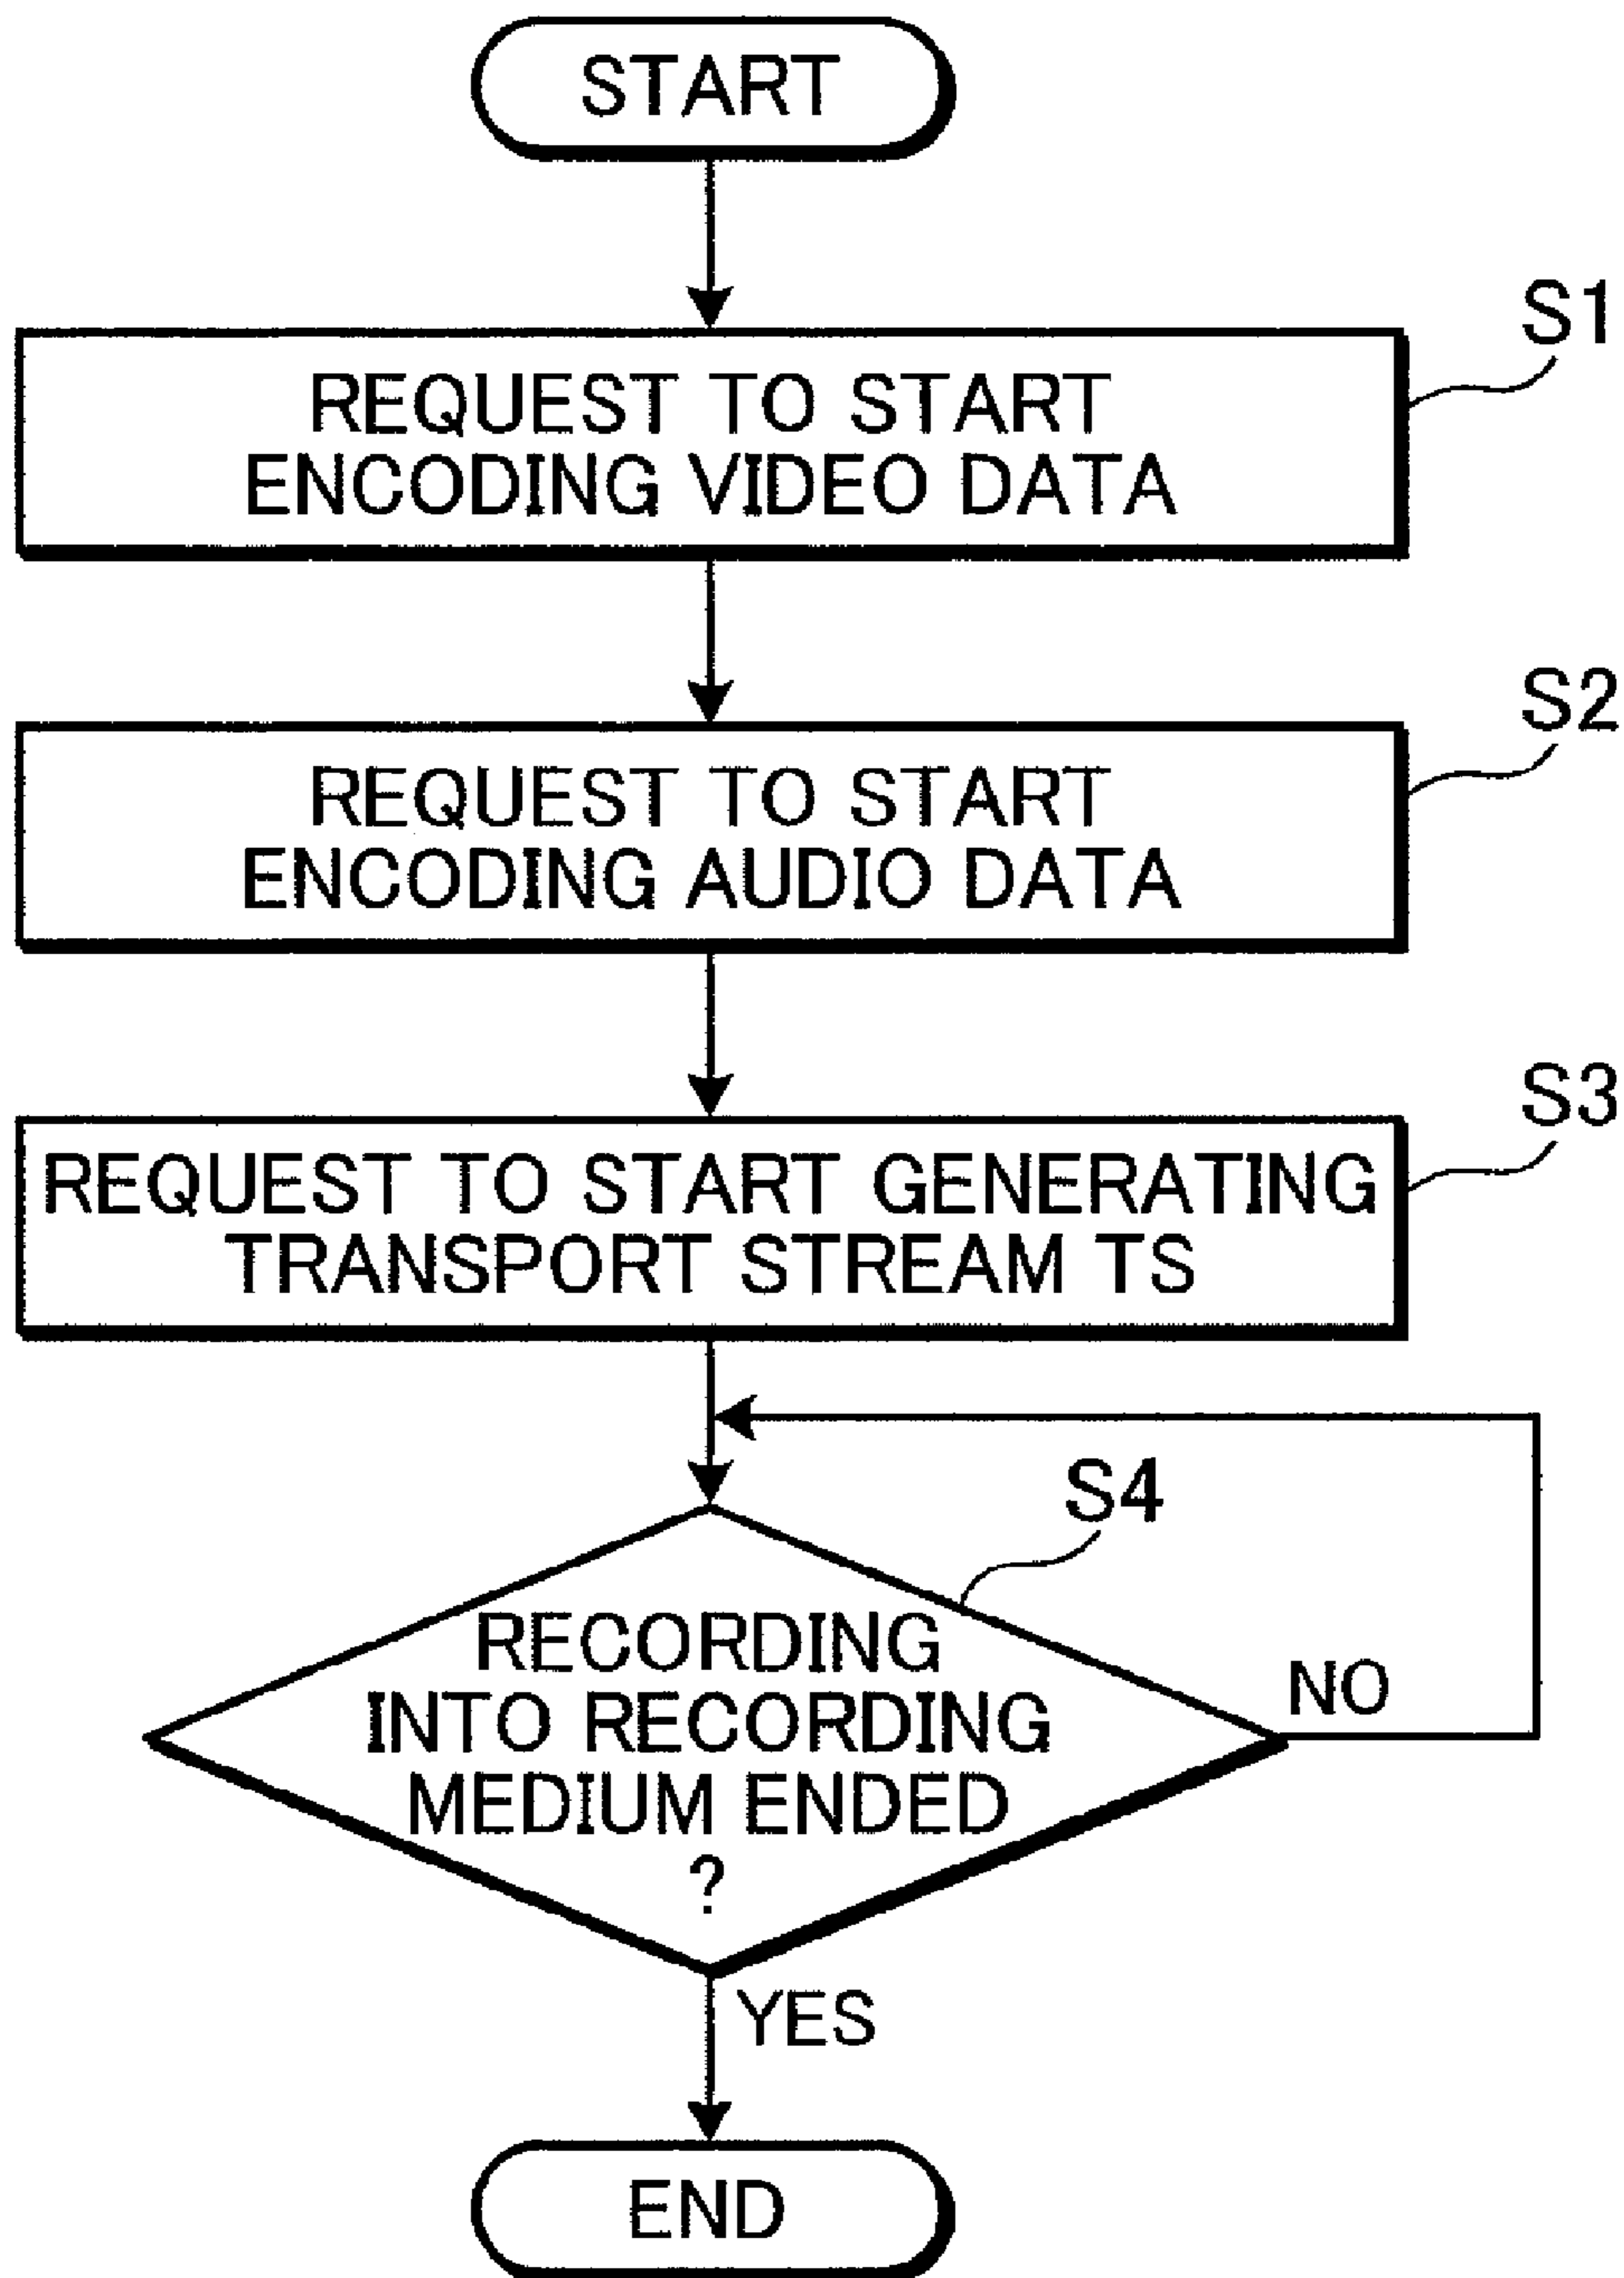 START
S1
REQUEST TO START
ENCODING VIDEO DATA
S2
REQUEST TO START
ENCODING AUDIO DATA
S3
REQUEST TO START GENERATING
TRANSPORT STREAM TS
S4
RECORDING
INTO RECORDING
MEDIUM ENDED
?
NO
YES
END